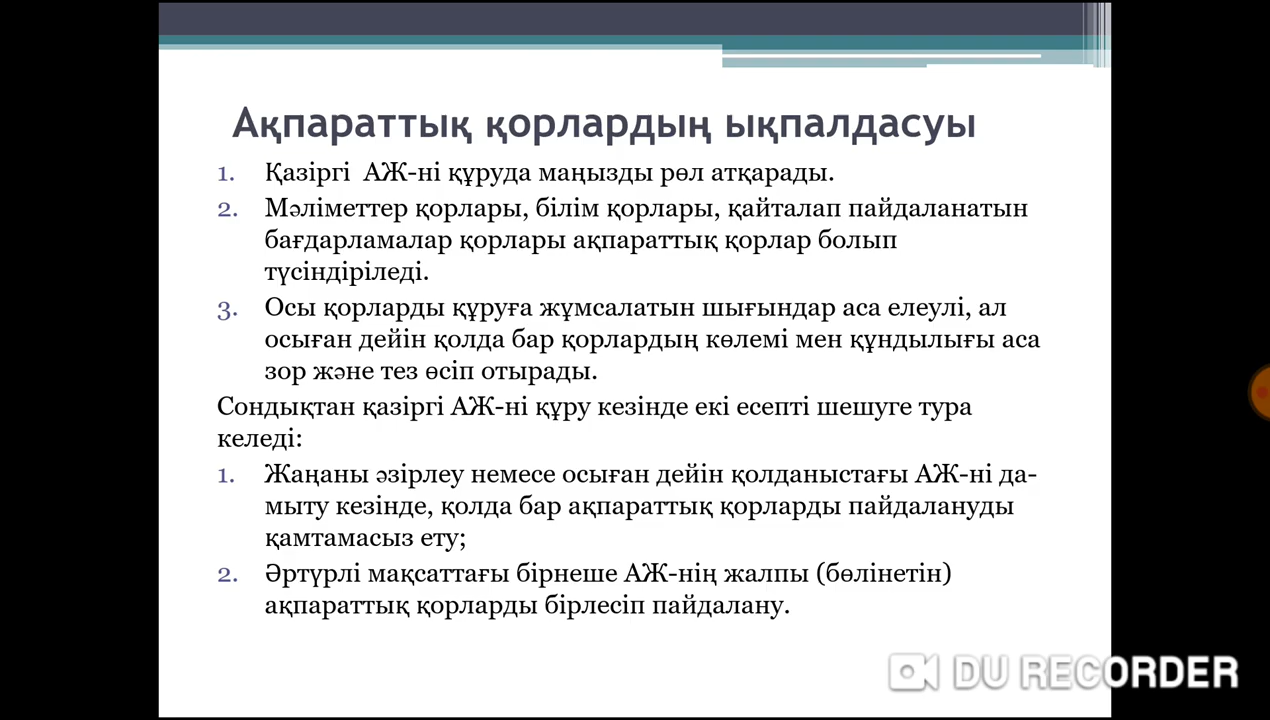 Ақпараттық қорлардың ықпалдасуы
1. Қазіргі АЖ-ні құруда маңызды рөл атқарады.
2. Мәліметтер қорлары, білім қорлары, қайталап пайдаланатын
бағдарламалар қорлары ақпараттық қорлар болып
түсіндіріледі.
3. Осы қорларды құруға жұмсалатын шығындар аса елеулі, ал
осыған дейін қолда бар қорлардың көлемі мен құндылығы аса
зор және тез өсіп отырады.
Сондықтан қазіргі АЖ-ні құру кезінде екі есепті шешуге тура
келеді:
1. Жаңаны әзірлеу немесе осыған дейін қолданыстағы АЖ-ні да-
мыту кезінде, қолда бар ақпараттық қорларды пайдалануды
қамтамасыз ету;
2. Әртүрлі мақсаттағы бірнеше АЖ-нің жалпы (бөлінетін)
ақпараттық қорларды бірлесіп пайдалану.
DU RECORDER